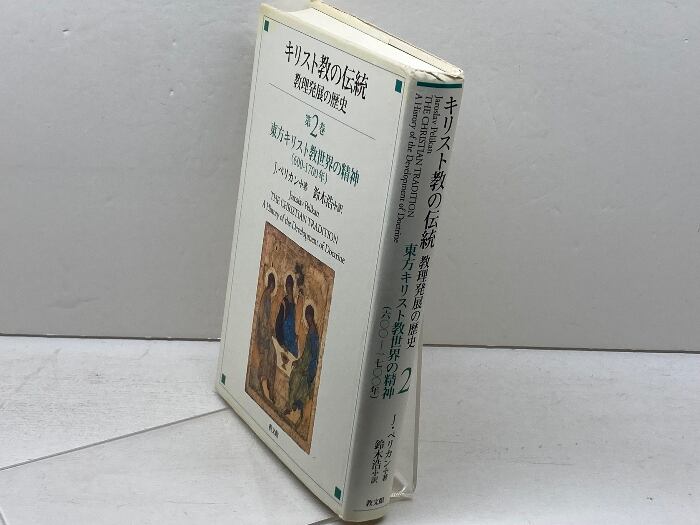 キリスト教の伝統
教理発展の歴史
第2巻
東方キリスト教世界の精神
(600-1700年)
J.ペリカン著 鈴木浩訳
Jaroslav Pelikan
THE CHRISTIAN TRADITION
A History of the Development of Doctrine
教文館
キリスト教の伝統 教理発展の歴史
Jaroslav Pelikan
THE CHRISTIAN TRADITION
A History of the Development of Doctrine
東方キリスト教世界の精神 2
(六〇〇-一七〇〇年)
J・ペリカン著
鈴木浩訳
教文館